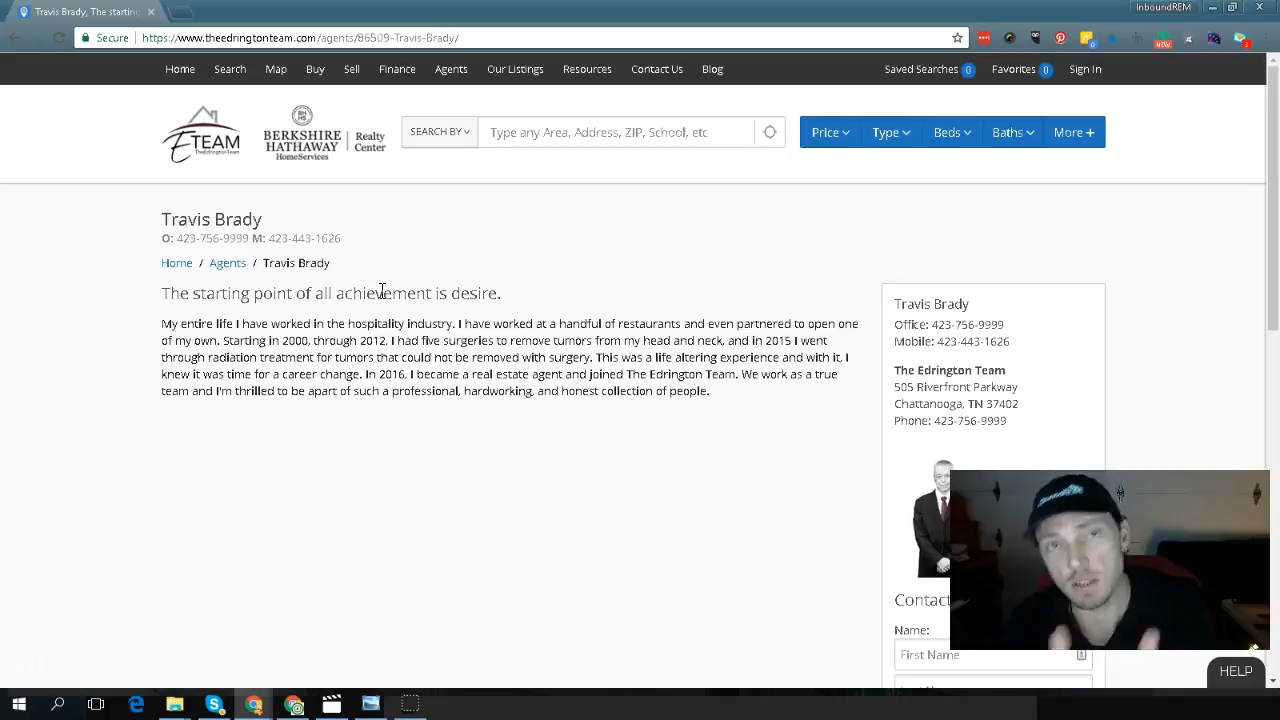 Travis Brady, The starting
InboundREM
Secure
https://www.theedringtonteam.com/agents/86509-Travis-Brady/
Home Search Map Buy Sell Finance Agents Our Listings Resources Contact Us Blog
Saved Searches 0 Favorites 0 Sign In
ETEAM
TheEdringtonTeam
BH
HS
BERKSHIRE
HATHAWAY
HomeServices
Realty
Center
SEARCH BY
Type any Area, Address, ZIP, School, etc
Price Type Beds Baths More +
Travis Brady
O: 423-756-9999 M: 423-443-1626
Home / Agents / Travis Brady
The starting point of all achievement is desire.
My entire life I have worked in the hospitality industry. I have worked at a handful of restaurants and even partnered to open one
of my own. Starting in 2000, through 2012, I had five surgeries to remove tumors from my head and neck, and in 2015 I went
through radiation treatment for tumors that could not be removed with surgery. This was a life altering experience and with it, I
knew it was time for a career change. In 2016, I became a real estate agent and joined The Edrington Team. We work as a true
team and I'm thrilled to be apart of such a professional, hardworking, and honest collection of people.
Travis Brady
Office: 423-756-9999
Mobile: 423-443-1626
The Edrington Team
505 Riverfront Parkway
Chattanooga, TN 37402
Phone: 423-756-9999
Contact
Name:
First Name
HELP